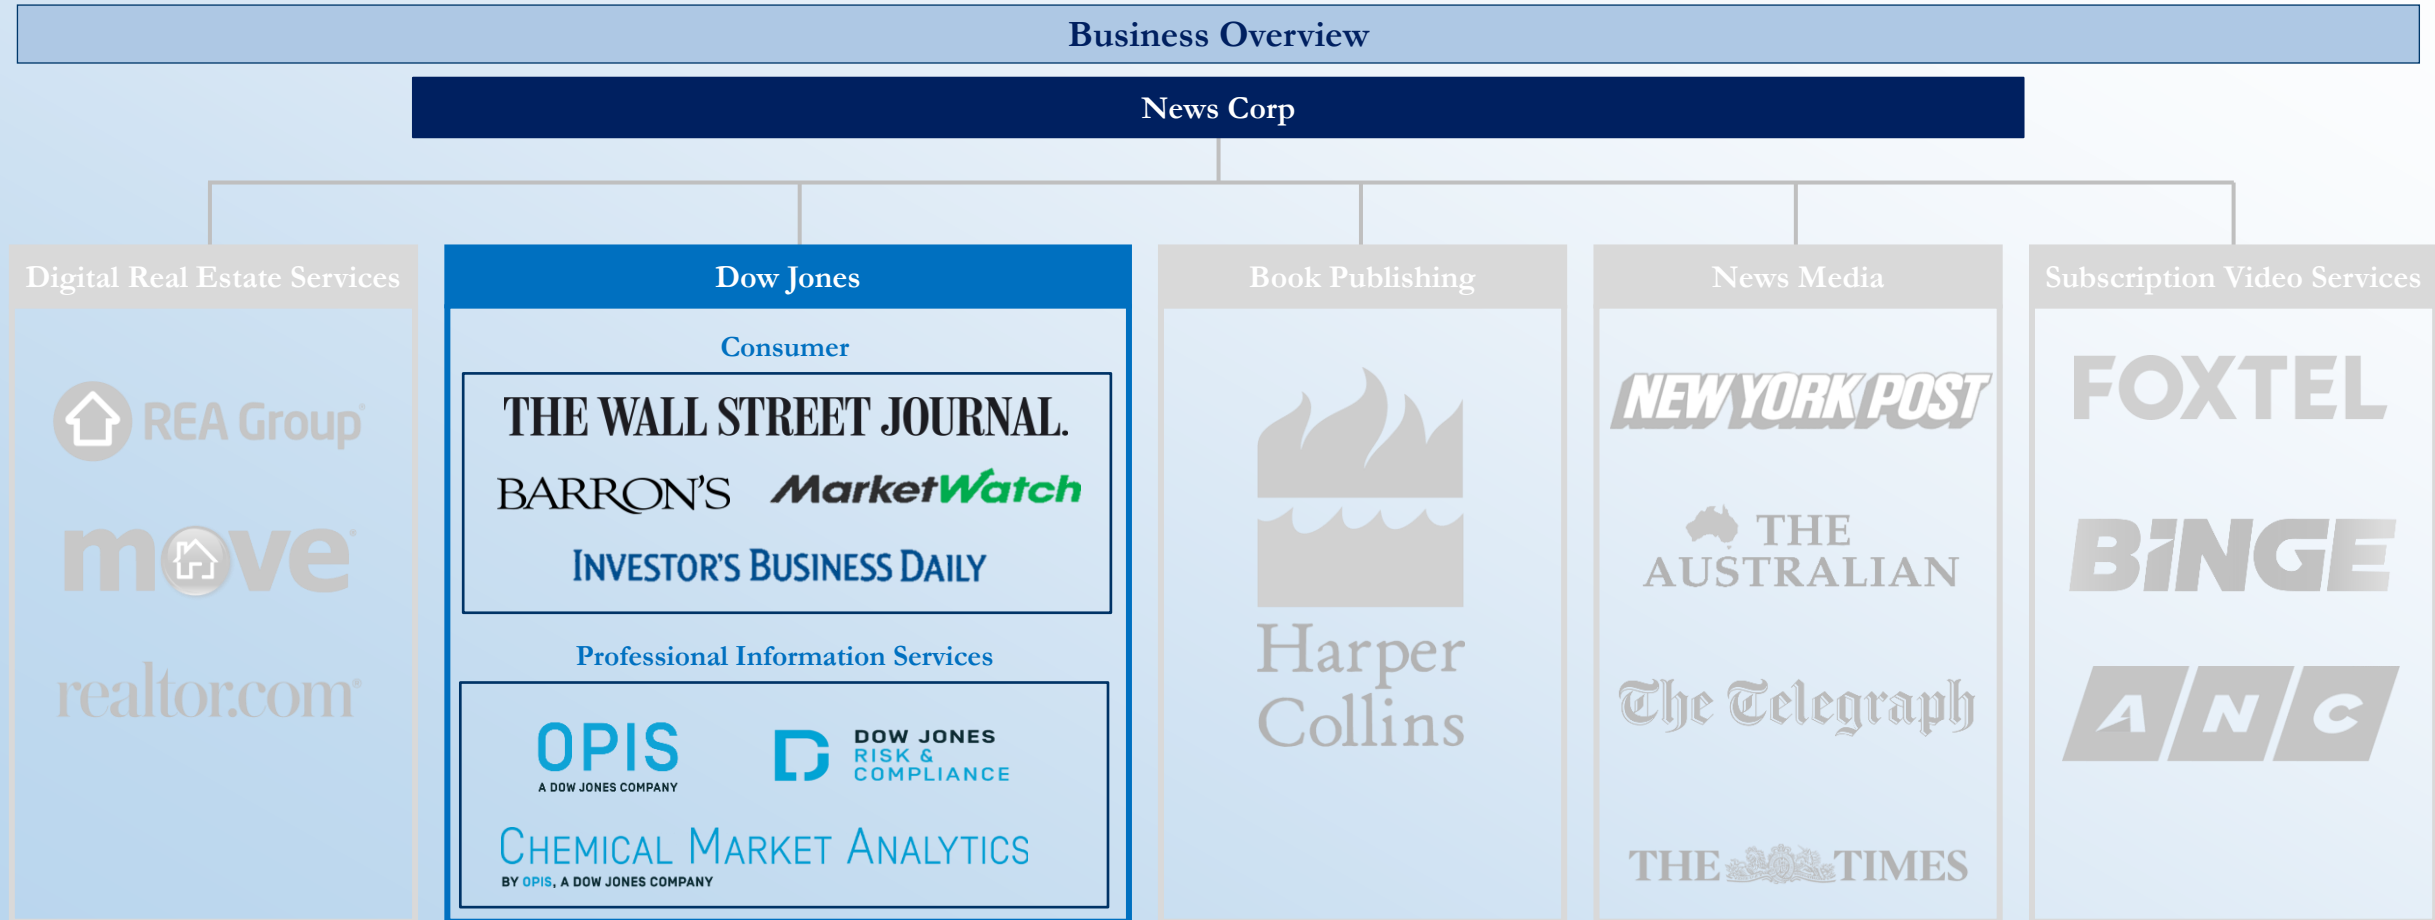 Business Overview
News Corp
Digital Real Estate Services
REA Group
move
realtor.com®
Dow Jones
Consumer
THE WALL STREET JOURNAL.
BARRON'S
MarketWatch
INVESTOR'S BUSINESS DAILY
Professional Information Services
OPIS
A DOW JONES COMPANY
DOW JONES
RISK &
COMPLIANCE
CHEMICAL MARKET ANALYTICS
BY OPIS, A DOW JONES COMPANY
Book Publishing
Harper
Collins
News Media
NEW YORK POST
THE
AUSTRALIAN
The Telegraph
THE TIMES
Subscription Video Services
FOXTEL
BiNGE
ANC